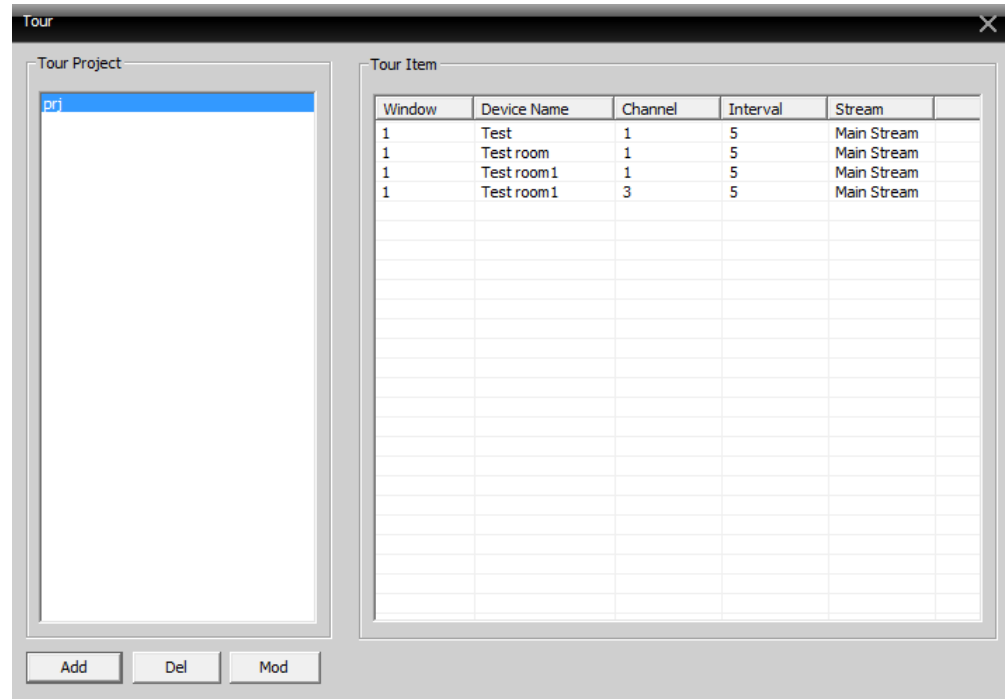 Tour
Tour Project
prj
Tour Item
Window Device Name Channel Interval Stream
1 Test 1 5 Main Stream
1 Test room 1 5 Main Stream
1 Test room1 1 5 Main Stream
1 Test room1 3 5 Main Stream
Add Del Mod